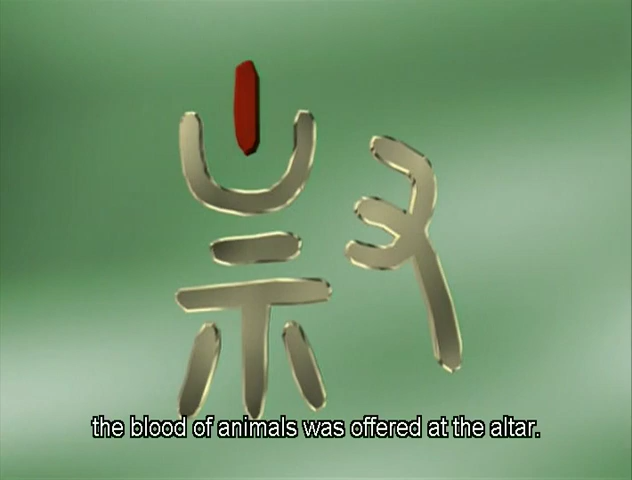 the blood of animals was offered at the altar.